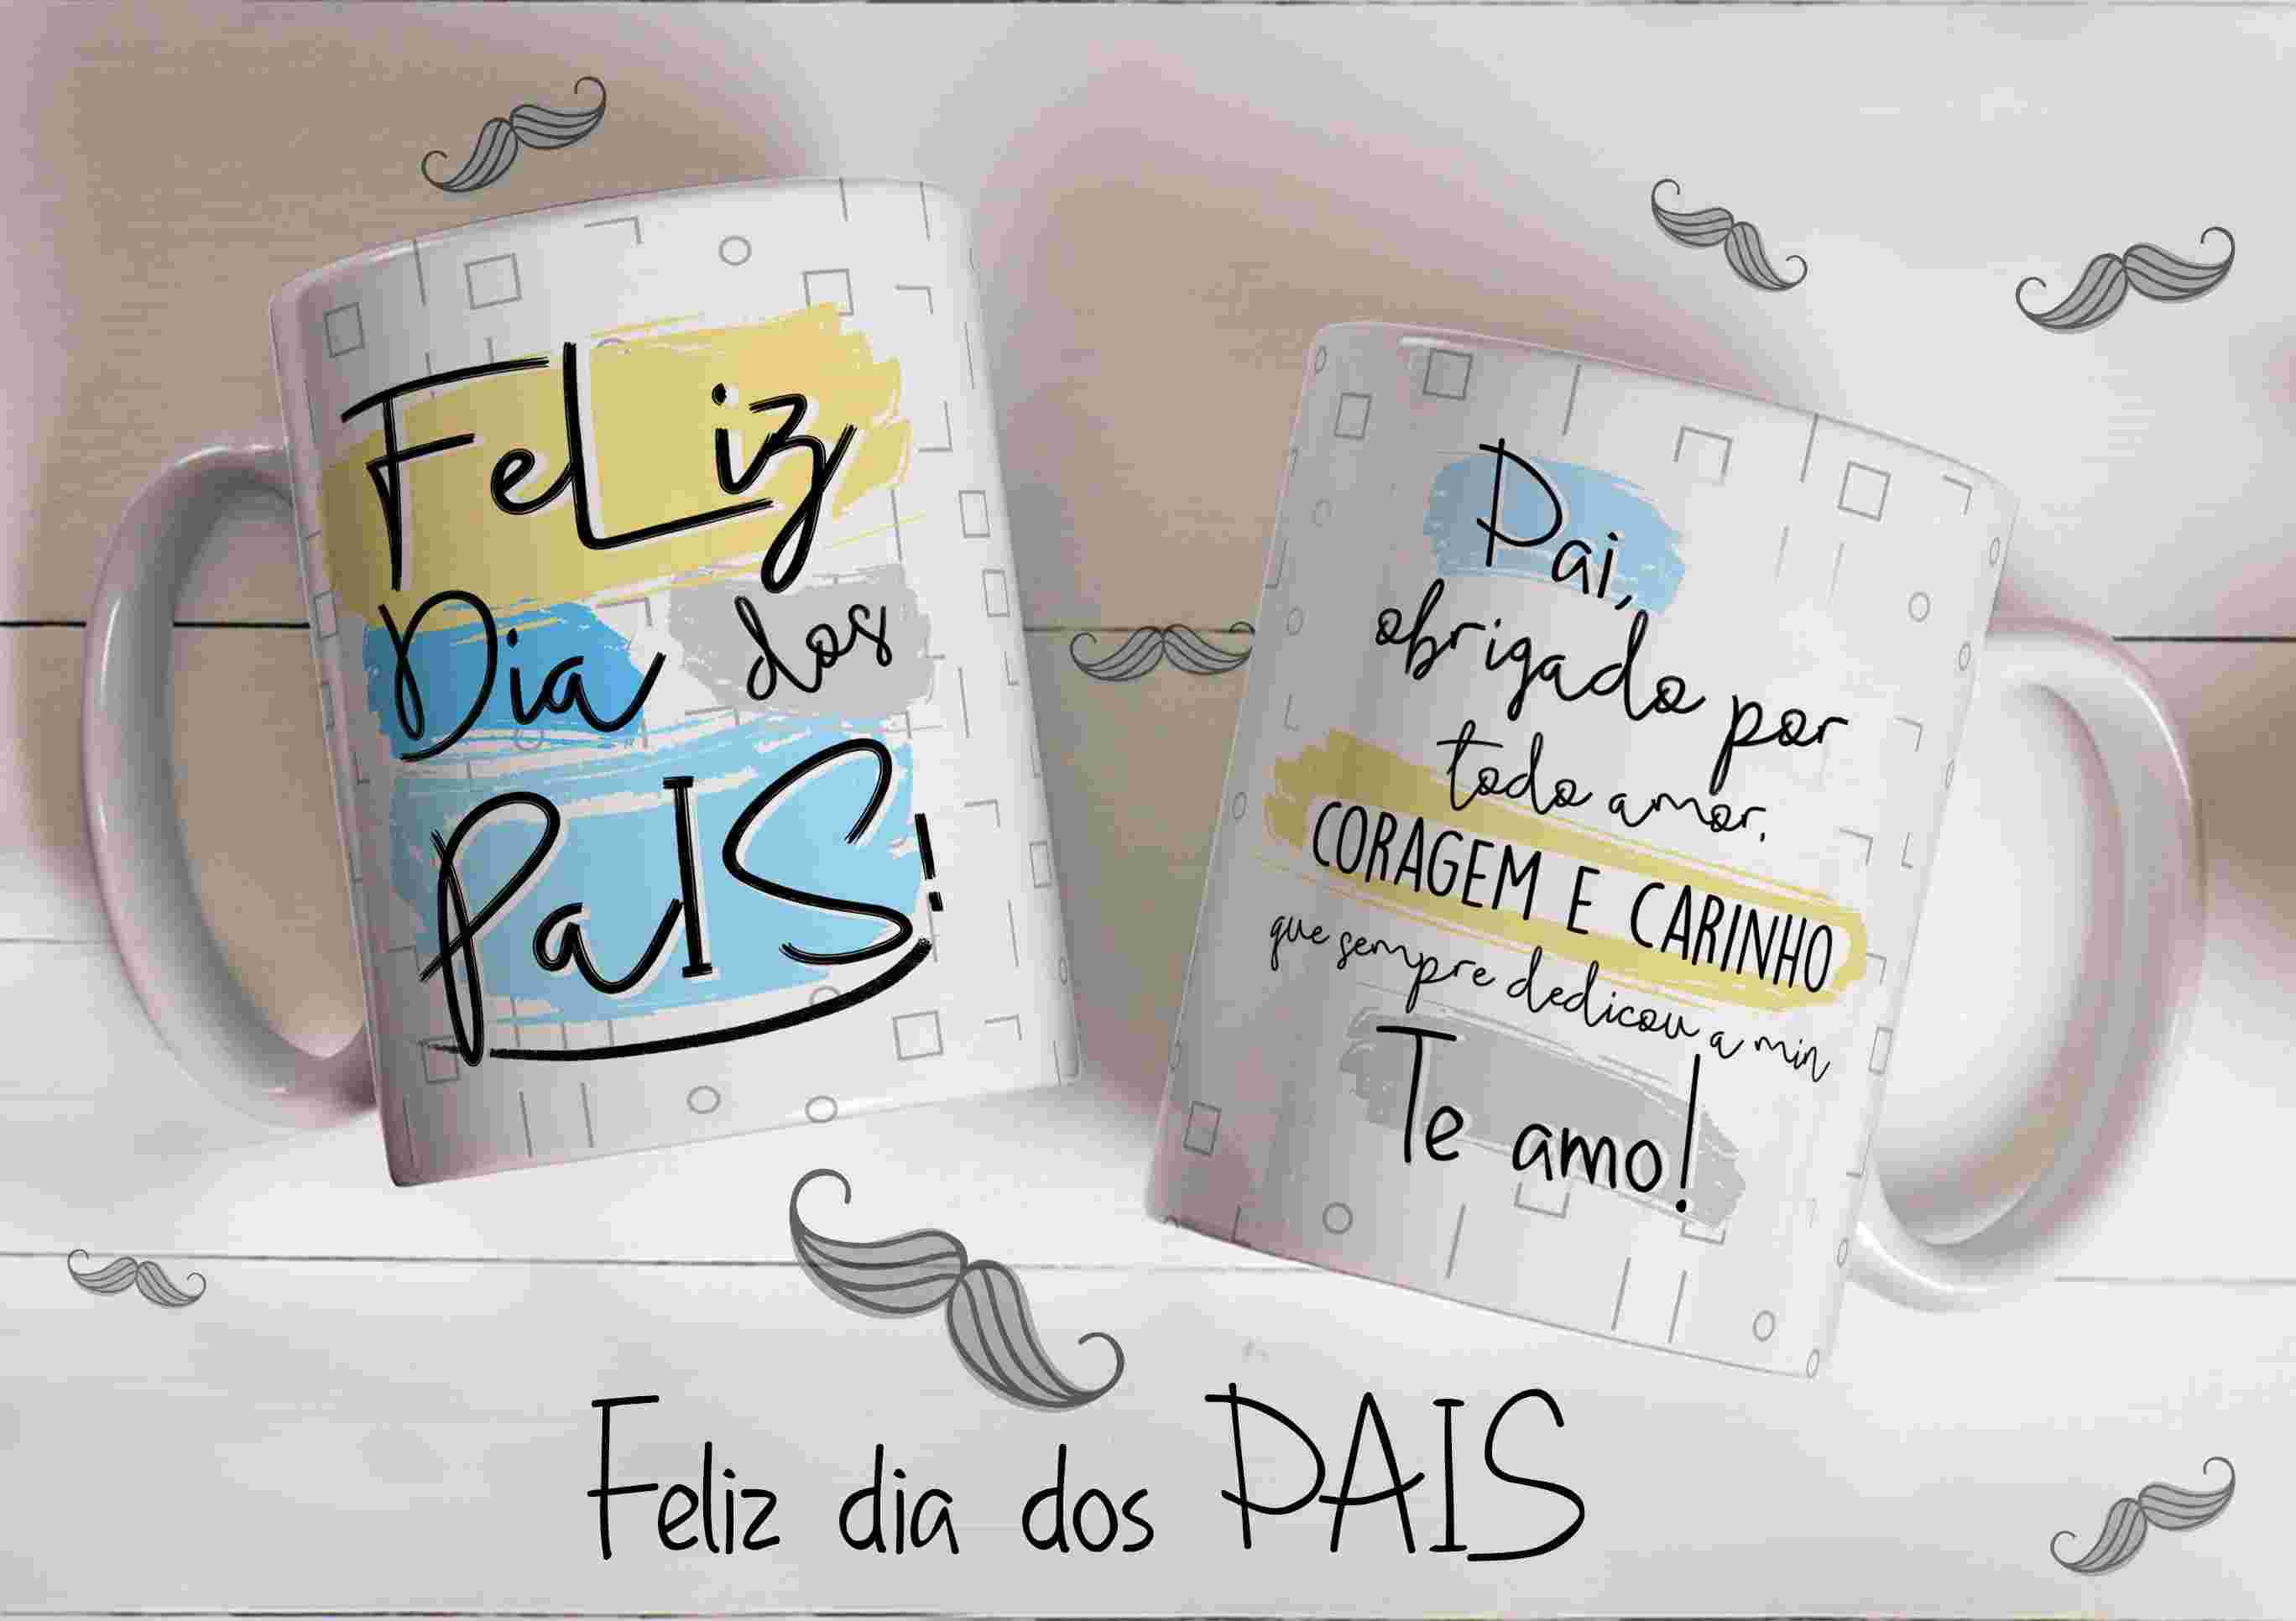 FeLiz
Dia dos
PaIS!
Pai,
obrigado por
todo amor.
CORAGEM E CARINHO
que sempre dedicou a min
Te amo!
Feliz dia dos PAIS